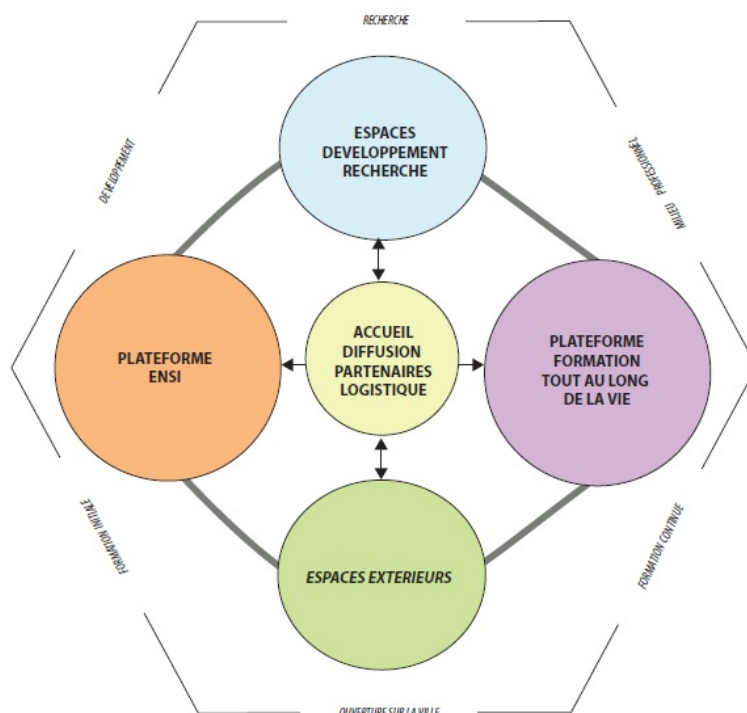 RECHERCHE
DEVELOPPEMENT
MILIEU PROFESSIONNEL
ESPACES
DEVELOPPEMENT
RECHERCHE
PLATEFORME
ENSI
ACCUEIL
DIFFUSION
PARTENAIRES
LOGISTIQUE
PLATEFORME
FORMATION
TOUT AU LONG
DE LA VIE
ESPACES EXTERIEURS
FORMATION INITIALE
FORMATION CONTINUE
OUVERTURE SUR LA VILLE